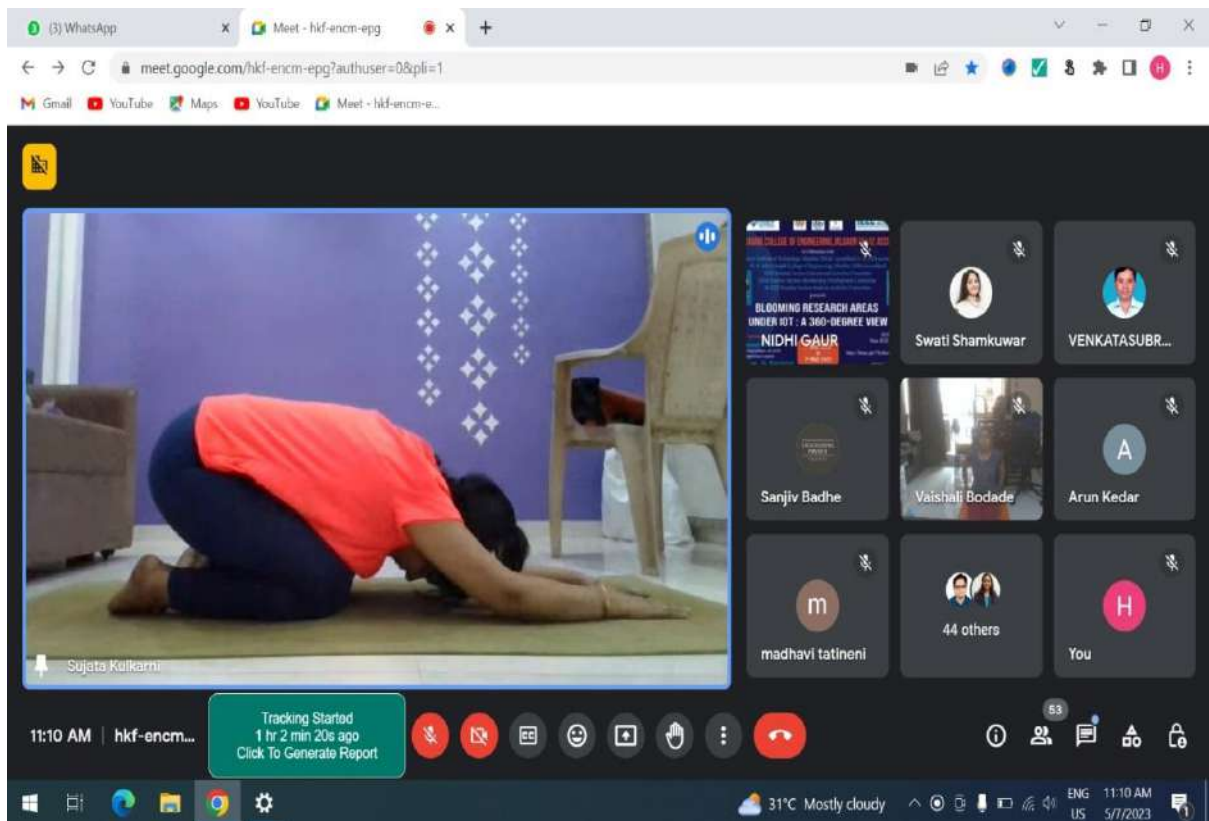 (3) WhatsApp
Meet - hkf-encm-epg
meet.google.com/hkf-encm-epg?authuser=0&pli=1
H
Gmail
YouTube
Maps
YouTube
Meet - hkf-encm-e...
BLOOMING RESEARCH AREAS
UNDER IOT : A 360-DEGREE VIEW
NIDHI GAUR
Swati Shamkuwar
VENKATASUBR...
Sanjiv Badhe
Vaishali Bodade
A
Arun Kedar
m
madhavi tatineni
44 others
H
You
Sujata Kulkarni
11:10 AM | hkf-encm...
Tracking Started
1 hr 2 min 20s ago
Click To Generate Report
53
31°C Mostly cloudy
ENG
US
11:10 AM
5/7/2023
1